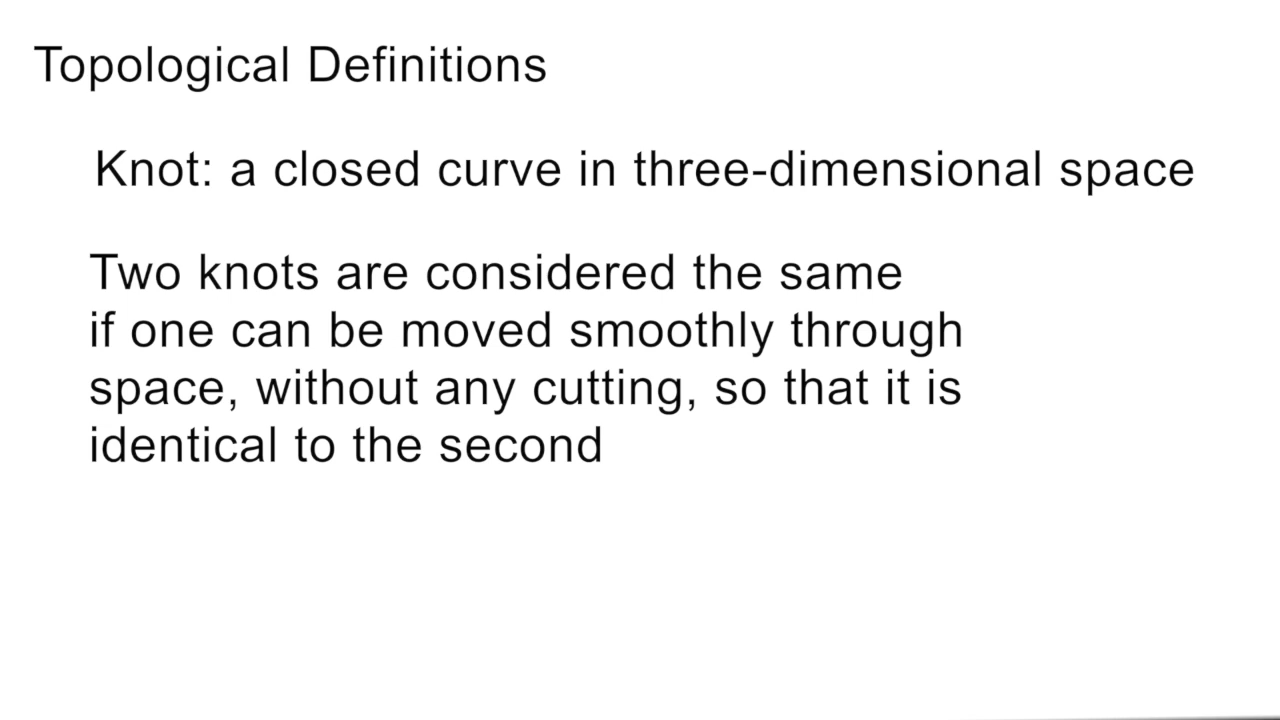 Topological Definitions
Knot: a closed curve in three-dimensional space
Two knots are considered the same
if one can be moved smoothly through
space, without any cutting, so that it is
identical to the second